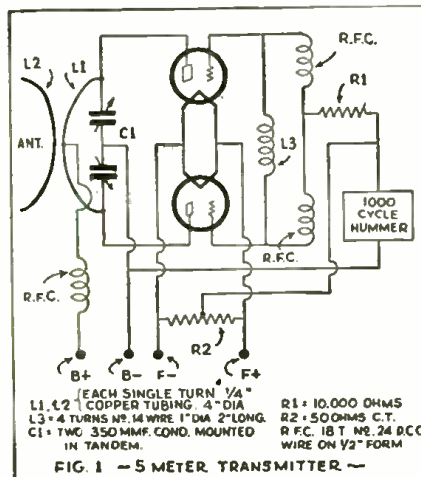 L2
L1
R.F.C.
R1
C1
ANT.
L3
1000
CYCLE
HUMMER
R.F.C.
R.F.C.
R2
B+
B-
F-
F+
L1, L2 { EACH SINGLE TURN 1/4"
COPPER TUBING. 4" DIA
L3 = 4 TURNS NO. 14 WIRE 1" DIA 2" LONG.
C1 = TWO 350 MMF. COND. MOUNTED
IN TANDEM.
R1 = 10,000 OHMS
R2 = 50 OHMS C.T.
R.F.C. 18 T NO. 24 D.C.C.
WIRE ON 1/2" FORM
FIG. 1 - 5 METER TRANSMITTER ~